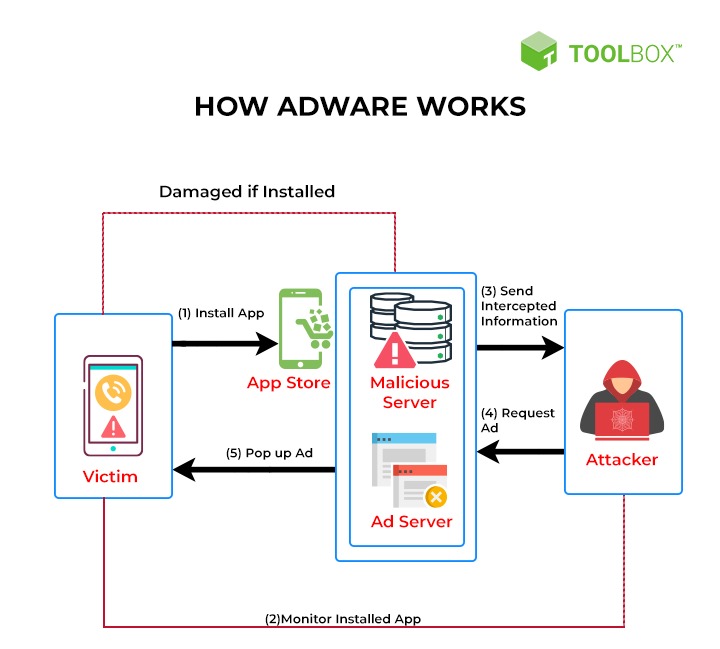 TOOLBOX™
HOW ADWARE WORKS
Damaged if Installed
(1) Install App
App Store
Malicious
Server
(3) Send
Intercepted
Information
(4) Request
Ad
Attacker
Victim
(5) Pop up Ad
Ad Server
(2)Monitor Installed App